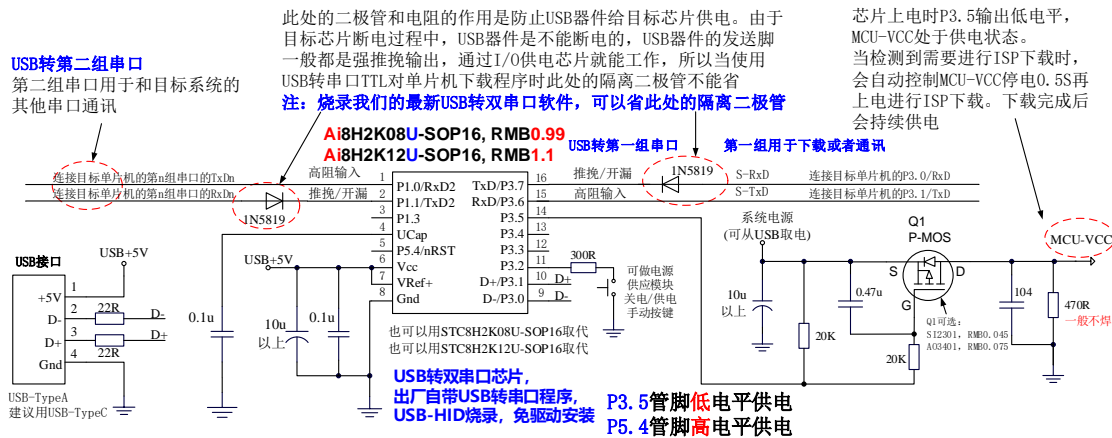 此处的二极管和电阻的作用是防止USB器件给目标芯片供电。由于
目标芯片断电过程中，USB器件是不能断电的，USB器件的发送脚
一般都是强推挽输出，通过I/O供电芯片就能工作，所以当使用
USB转串口TTL对单片机下载程序时此处的隔离二极管不能省
注：烧录我们的最新USB转双串口软件，可以省此处的隔离二极管
芯片上电时P3.5输出低电平，
MCU-VCC处于供电状态。
当检测到需要进行ISP下载时，
会自动控制MCU-VCC停电0.5S再
上电进行ISP下载。下载完成后
会持续供电
USB转第二组串口
第二组串口用于和目标系统的
其他串口通讯
Ai8H2K08U-SOP16, RMB0.99
Ai8H2K12U-SOP16, RMB1.1
USB转第一组串口
第一组用于下载或者通讯
连接目标单片机的第n组串口的TxDn
连接目标单片机的第n组串口的RxDn
高阻输入
推挽/开漏
1N5819
1 P1.0/RxD2
2 P1.1/TxD2
3 P1.3
4 UCap
5 P5.4/nRST
6 Vcc
7 VRef+
8 Gnd
TxD/P3.7 16
RxD/P3.6 15
P3.5 14
P3.4 13
P3.3 12
P3.2 11
D+/P3.1 10
D-/P3.0 9
推挽/开漏
高阻输入
1N5819
S-RxD
S-TxD
连接目标单片机的P3.0/RxD
连接目标单片机的P3.1/TxD
D+
D-
300R
可做电源
供应模块
关电/供电
手动按键
系统电源
(可从USB取电)
Q1
P-MOS
S
D
G
MCU-VCC
10u
以上
0.47u
20K
20K
104
470R
一般不焊
Q1可选：
SI2301, RMB0.045
AO3401, RMB0.075
USB接口
USB+5V
1
+5V
2
D-
3
D+
4
Gnd
22R
22R
D-
D+
USB-TypeA
建议用USB-TypeC
0.1u
USB+5V
10u
以上
0.1u
也可以用STC8H2K08U-SOP16取代
也可以用STC8H2K12U-SOP16取代
USB转双串口芯片，
出厂自带USB转串口程序，
USB-HID烧录，免驱动安装
P3.5管脚低电平供电
P5.4管脚高电平供电